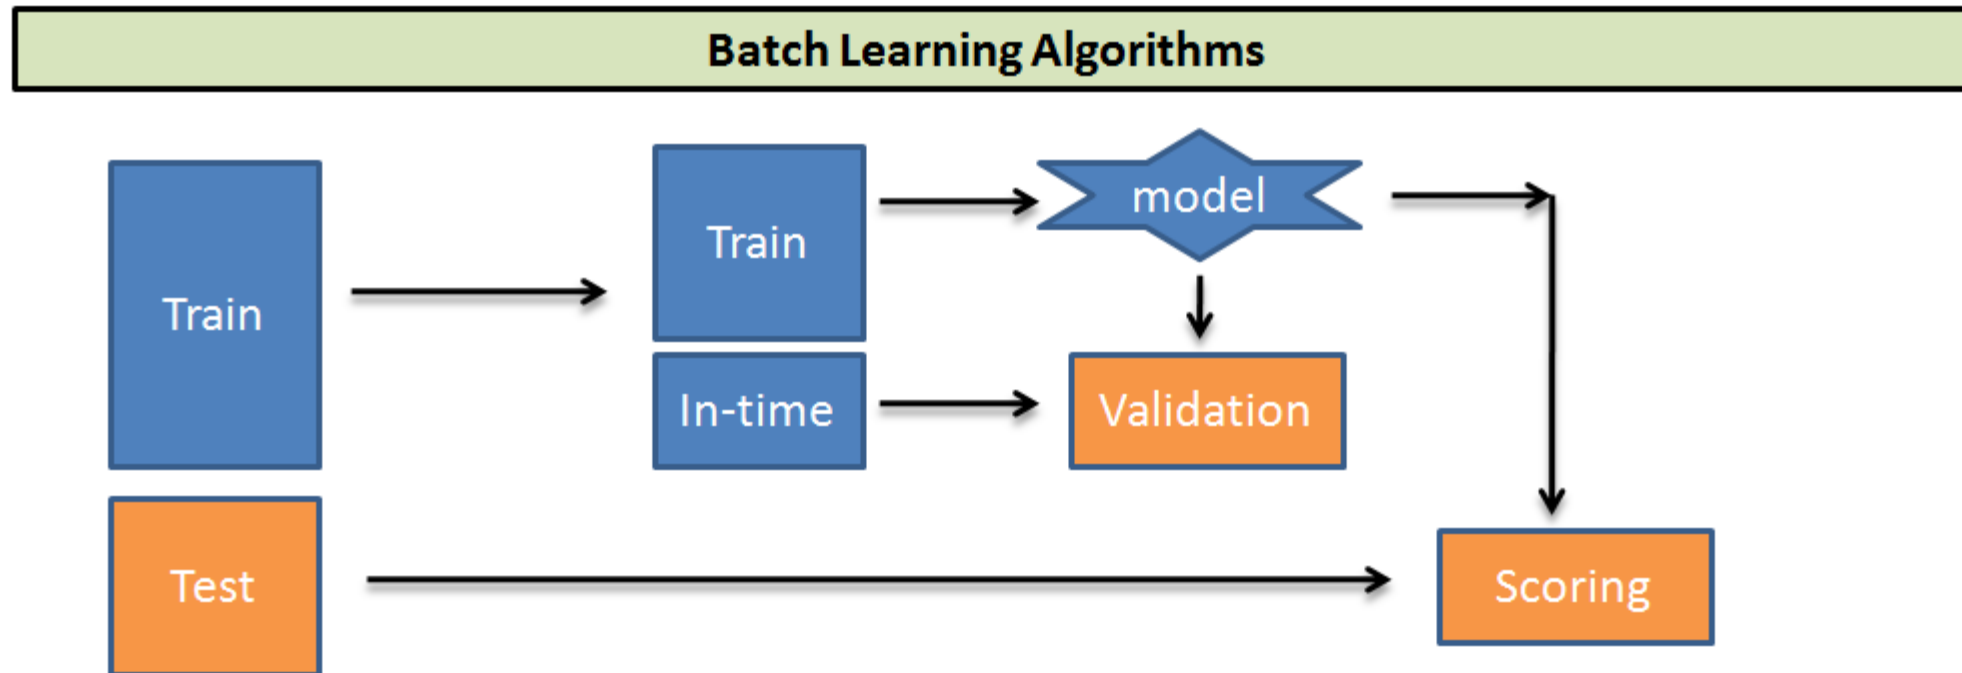 Batch Learning Algorithms
Train
Train
model
In-time
Validation
Test
Scoring